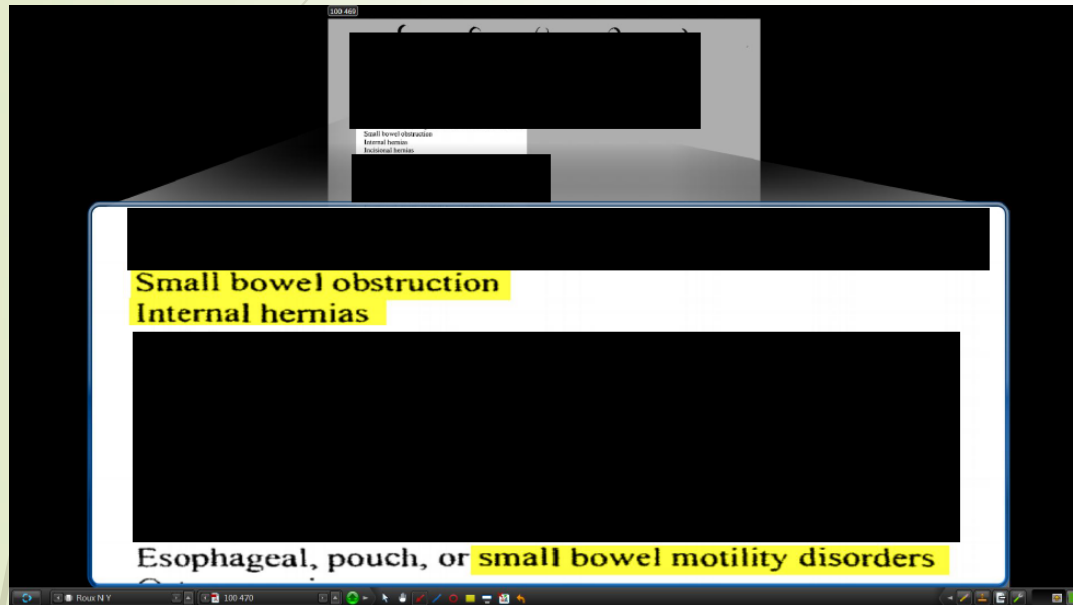 100 469
Small bowel obstruction
Internal hernias
Incisional hernias
Small bowel obstruction
Internal hernias
Esophageal, pouch, or small bowel motility disorders
Roux N Y
100 470